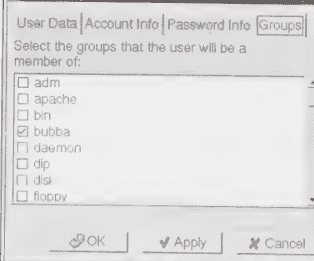 User Data Account Info Password Info Groups
Select the groups that the user will be a
member of:
adm
apache
bin
bubba
daemon
dip
disk
floppy
OK Apply Cancel